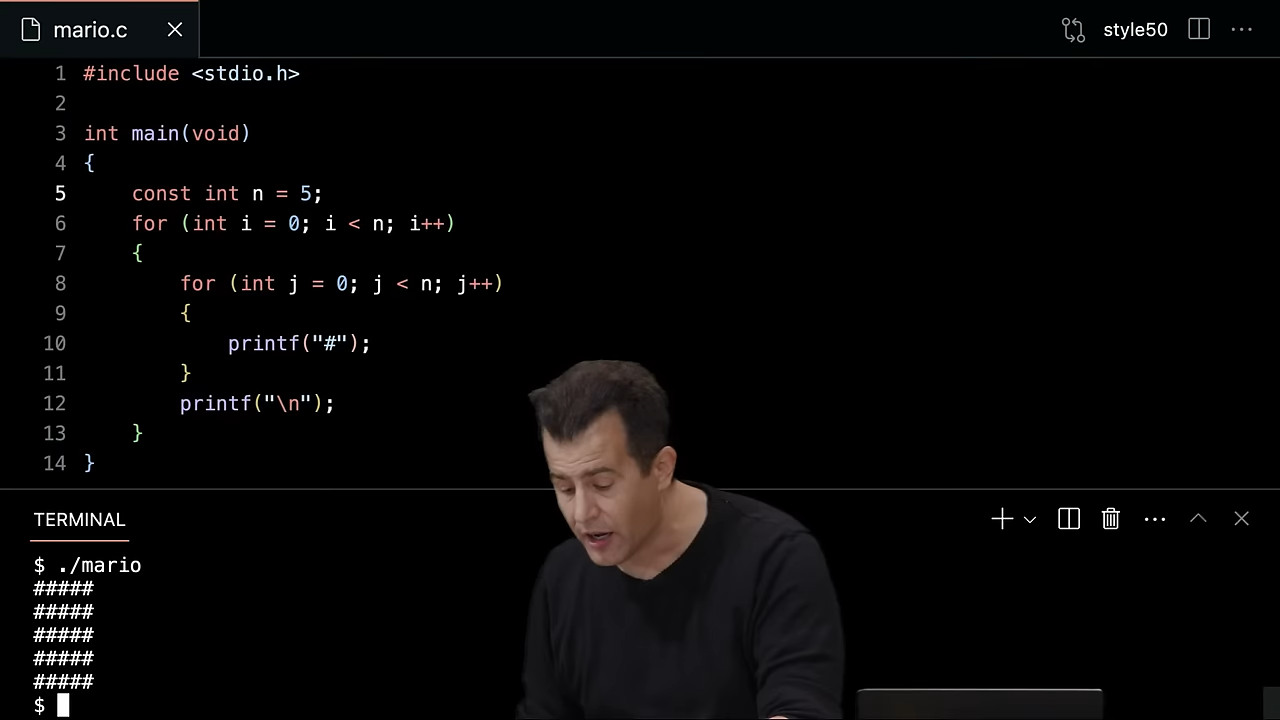 mario.c
style50
1 #include <stdio.h>
2
3 int main(void)
4 {
5     const int n = 5;
6     for (int i = 0; i < n; i++)
7     {
8         for (int j = 0; j < n; j++)
9         {
10             printf("#");
11         }
12         printf("\n");
13     }
14 }
TERMINAL
$ ./mario
#####
#####
#####
#####
#####
$